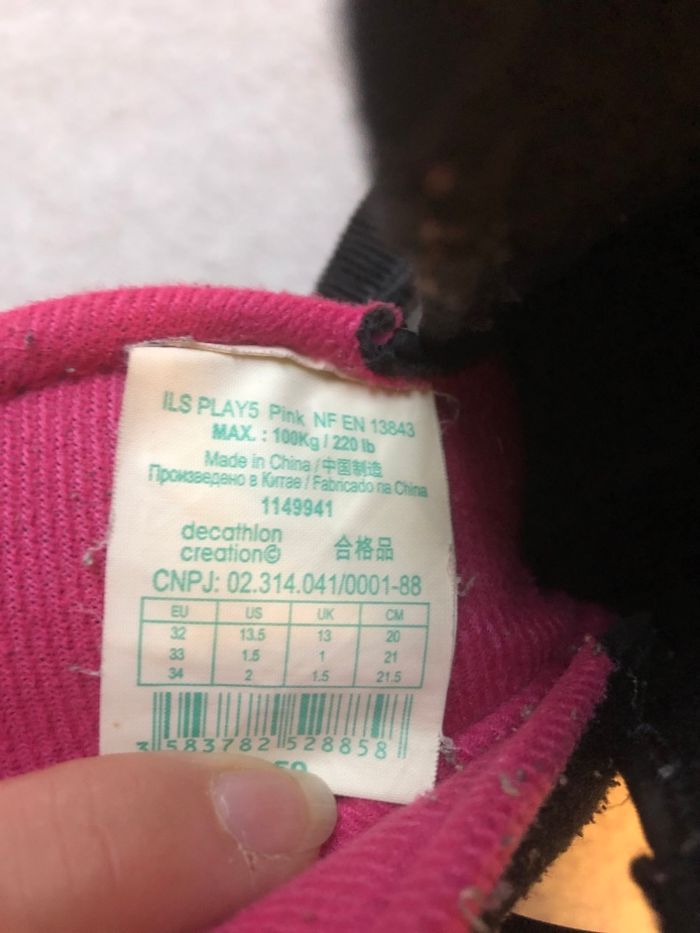 ILS PLAY5 Pink NF EN 13843
MAX. : 100Kg / 220 lb
Made in China / 中国制造
Произведено в Китае / Fabricado na China
1149941
decathlon
creation© 合格品
CNPJ: 02.314.041/0001-88
EU US UK CM
32 13.5 13 20
33 1.5 1 21
34 2 1.5 21.5
3 583782 528858